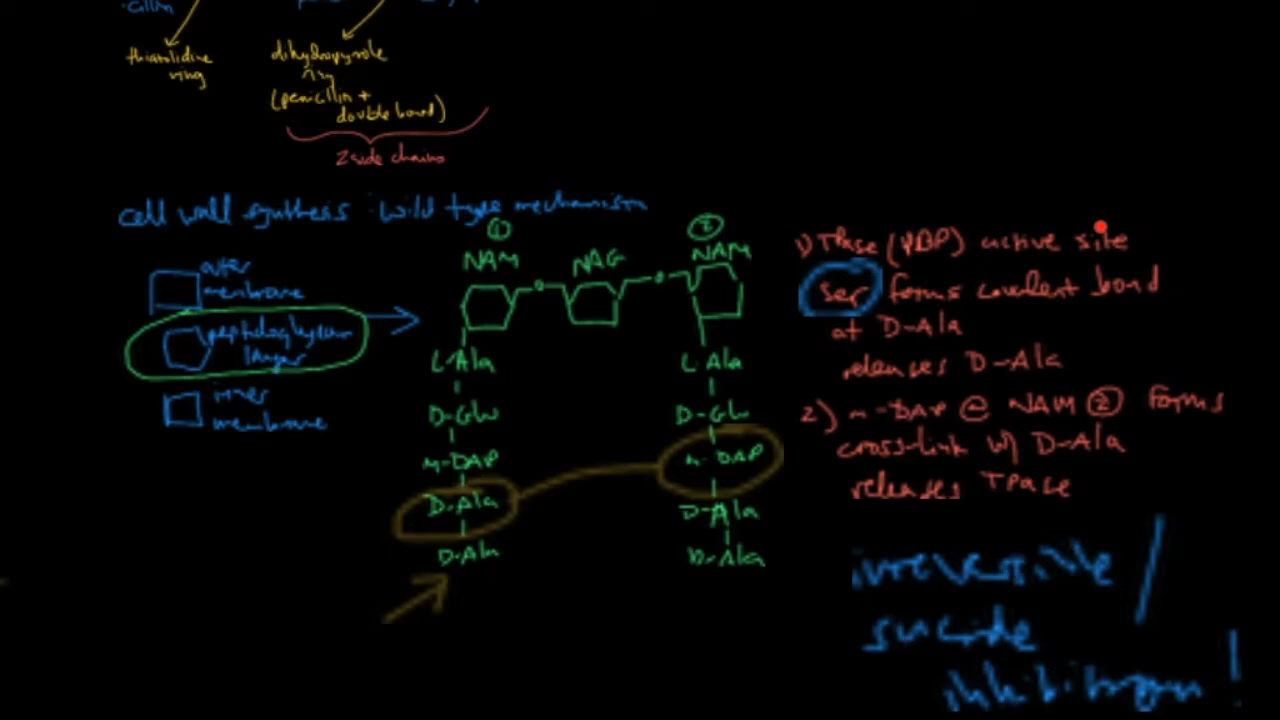 cillin
thiazolidine
ring
dihydropyrole
ring
(penicillin +
double bond)
2 side chains
cell wall synthesis : wild type mechanism
outer
membrane
peptidoglycan
layer
inner
membrane
① ②
NAM NAG NAM
o o
L-Ala L-Ala
D-Glu D-Glu
m-DAP m-DAP
D-Ala D-Ala
D-Ala D-Ala
1) TPase (PBP) active site
Ser forms covalent bond
at D-Ala
releases D-Ala
2) m-DAP @ NAM ② forms
cross-link w/ D-Ala
releases TPase
irreversible /
suicide